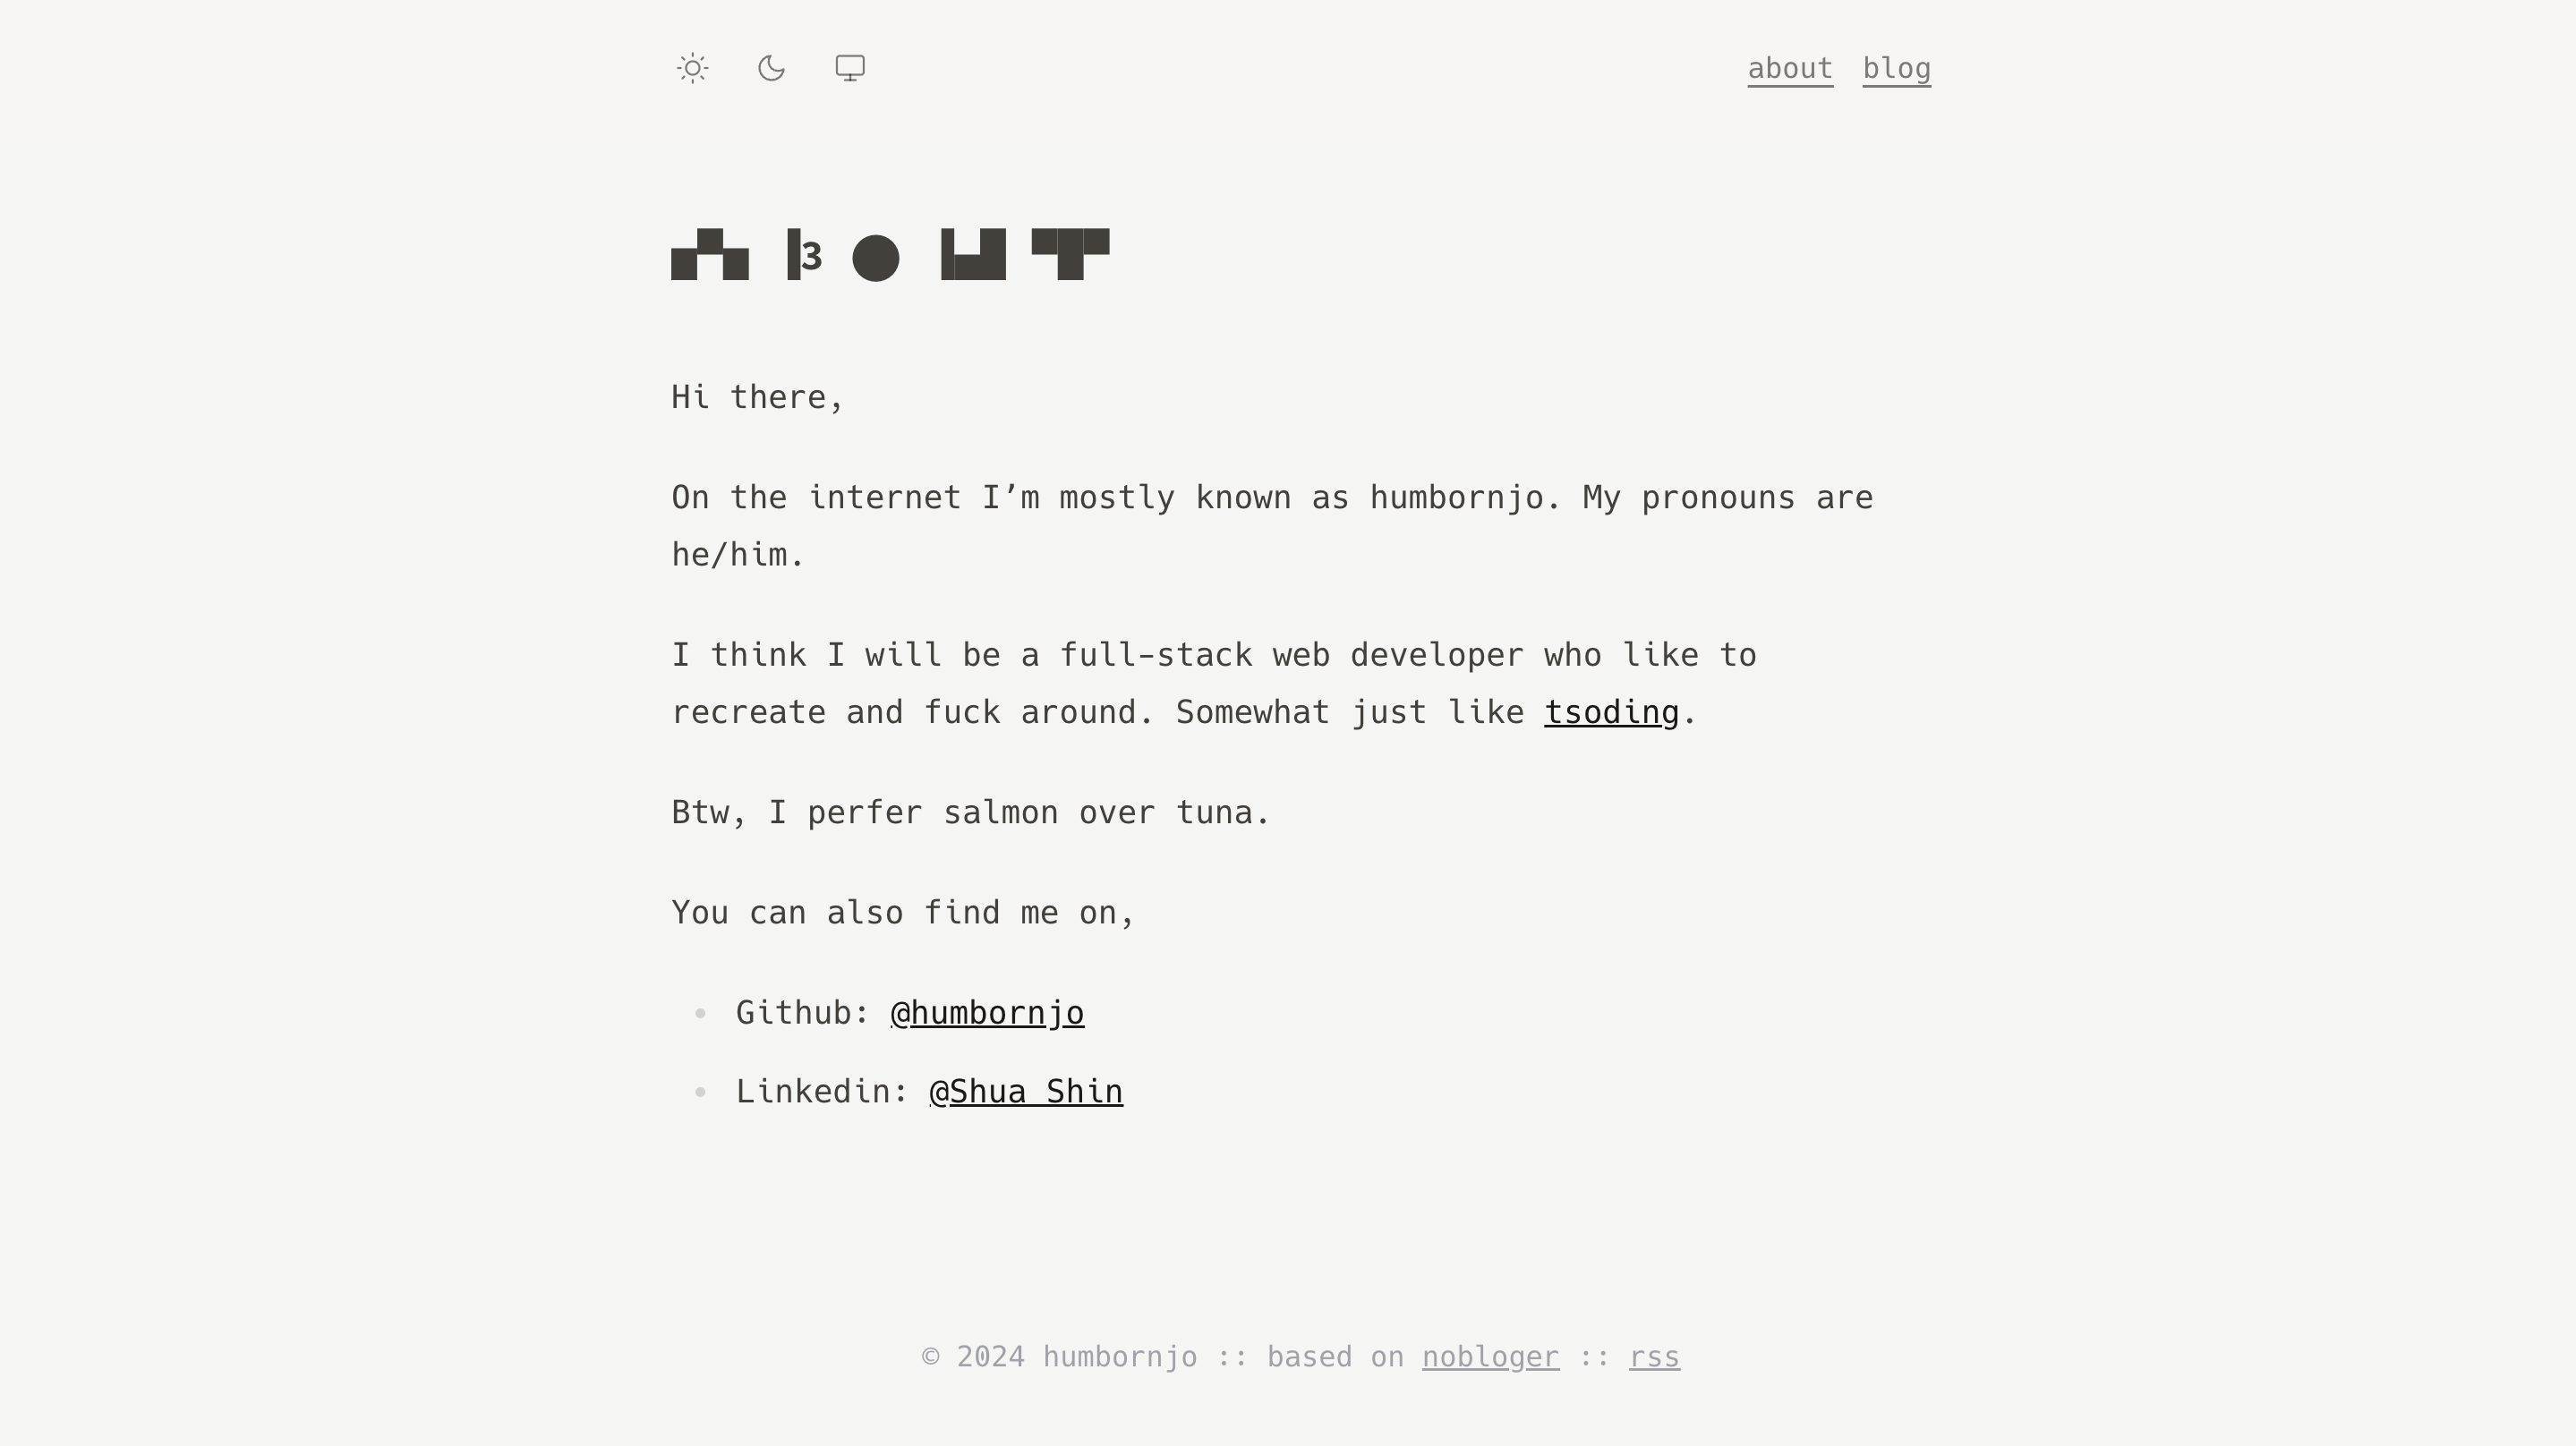 about blog
ABOUT
Hi there,
On the internet I’m mostly known as humbornjo. My pronouns are
he/him.
I think I will be a full-stack web developer who like to
recreate and fuck around. Somewhat just like tsoding.
Btw, I perfer salmon over tuna.
You can also find me on,
• Github: @humbornjo
• Linkedin: @Shua Shin
© 2024 humbornjo :: based on nobloger :: rss